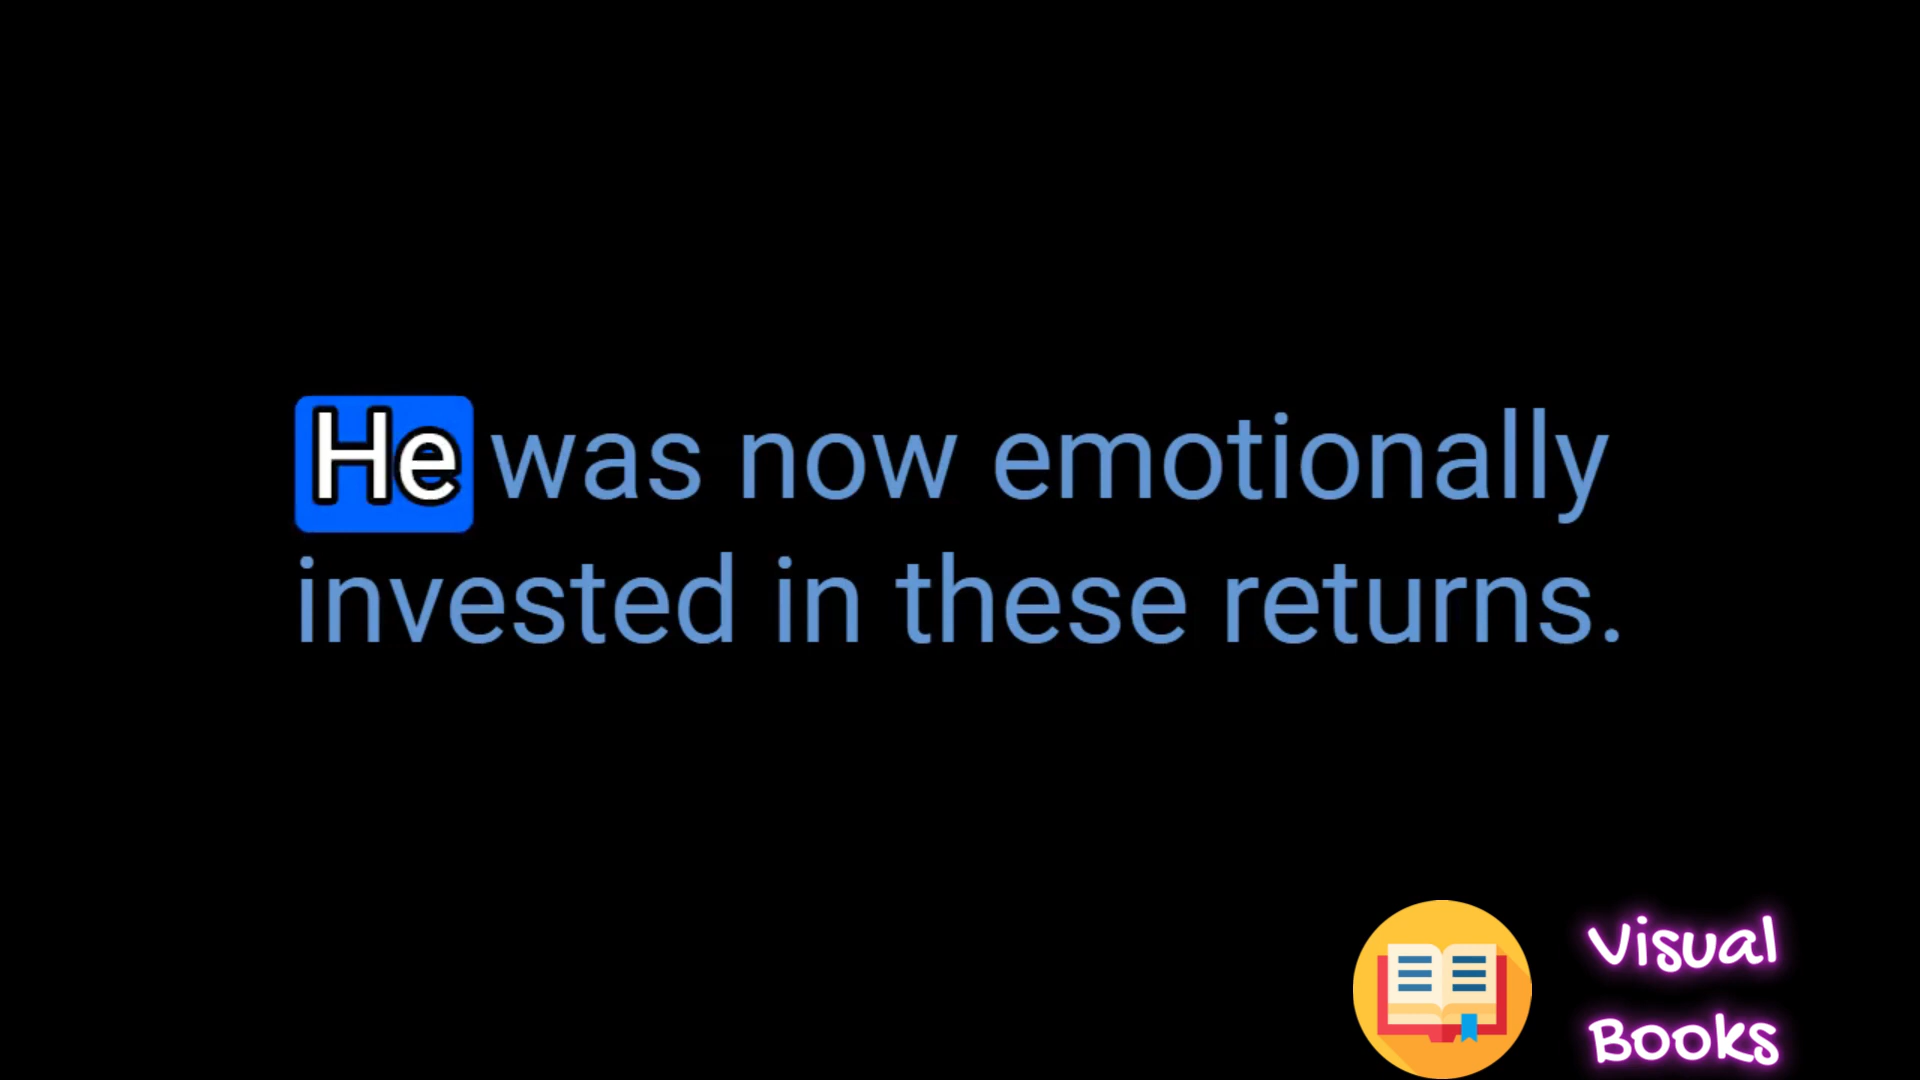 He was now emotionally
invested in these returns.
Visual
Books